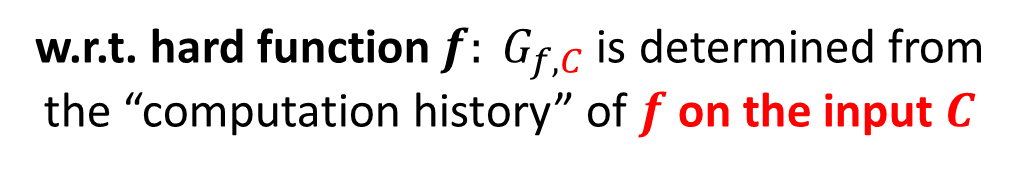 w.r.t. hard function f: G_{f,C} is determined from
the “computation history” of f on the input C